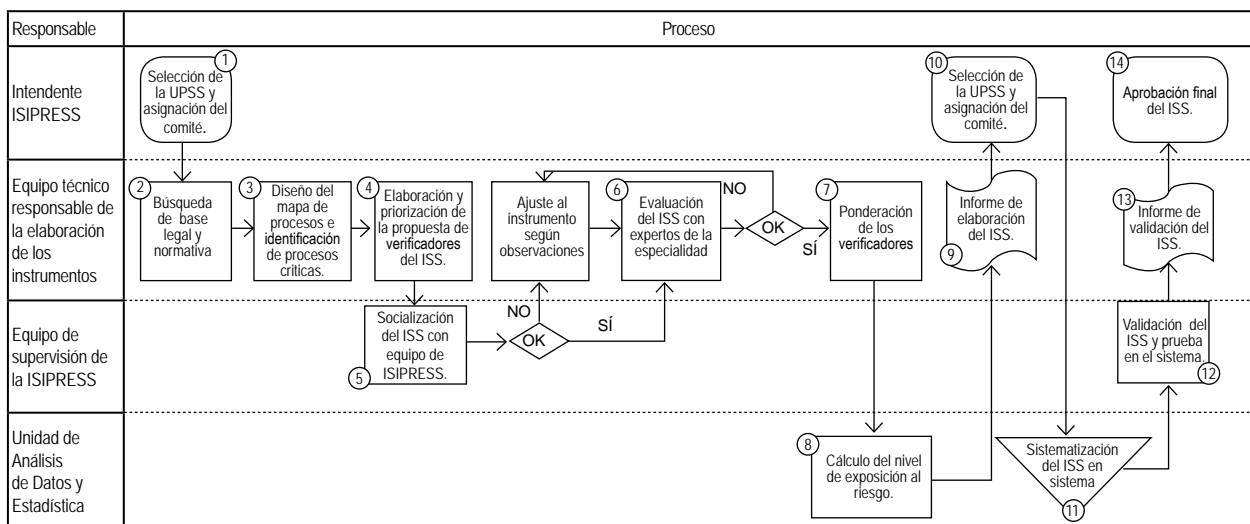 Responsable
Proceso
Intendente
ISIPRESS
1
Selección de
la UPSS y
asignación del
comité.
10
Selección de
la UPSS y
asignación del
comité.
14
Aprobación final
del ISS.
Equipo técnico
responsable de
la elaboración
de los
instrumentos
2
Búsqueda
de base
legal y
normativa
3
Diseño del
mapa de
procesos e
identificación
de procesos
criticas.
4
Elaboración y
priorización de
la propuesta de
verificadores
del ISS.
Ajuste al
instrumento
según
observaciones
6
Evaluación
del ISS con
expertos de la
especialidad
NO
OK
SÍ
7
Ponderación
de los
verificadores
Informe de
elaboración
del ISS.
9
13
Informe de
validación del
ISS.
Equipo de
supervisión de
la ISIPRESS
Socialización
del ISS con
equipo de
ISIPRESS.
5
NO
OK
SÍ
Validación del
ISS y prueba
en el sistema.
12
Unidad de
Análisis
de Datos y
Estadística
8
Cálculo del nivel
de exposición al
riesgo.
Sistematización
del ISS en
sistema
11